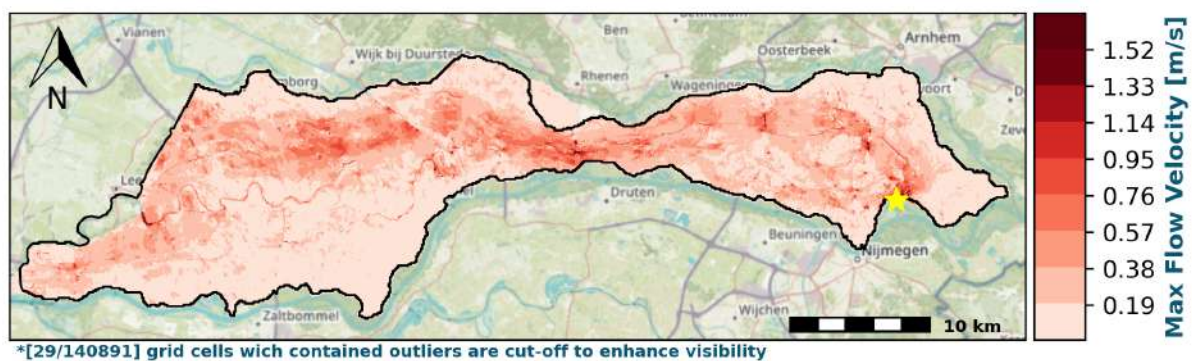 Vianen
Ben
Oosterbeek
Arnhem
Wijk bij Duurstede
Rhenen
Wageningen
N
Druten
Beuningen
Nijmegen
Wijchen
Zaltbommel
10 km
1.52
1.33
1.14
0.95
0.76
0.57
0.38
0.19
Max Flow Velocity [m/s]
*[29/140891] grid cells wich contained outliers are cut-off to enhance visibility